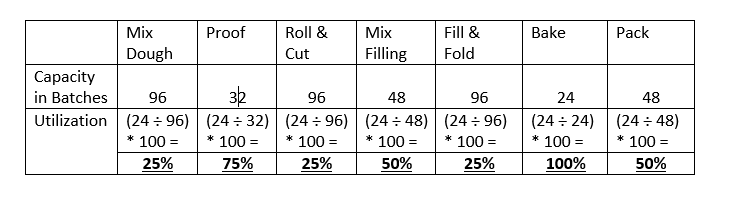 Mix Dough	Proof	Roll & Cut	Mix Filling	Fill & Fold	Bake	Pack
Capacity in Batches	96	32	96	48	96	24	48
Utilization	(24 ÷ 96) * 100 =	(24 ÷ 32) * 100 =	(24 ÷ 96) * 100 =	(24 ÷ 48) * 100 =	(24 ÷ 96) * 100 =	(24 ÷ 24) * 100 =	(24 ÷ 48) * 100 =
25%	75%	25%	50%	25%	100%	50%